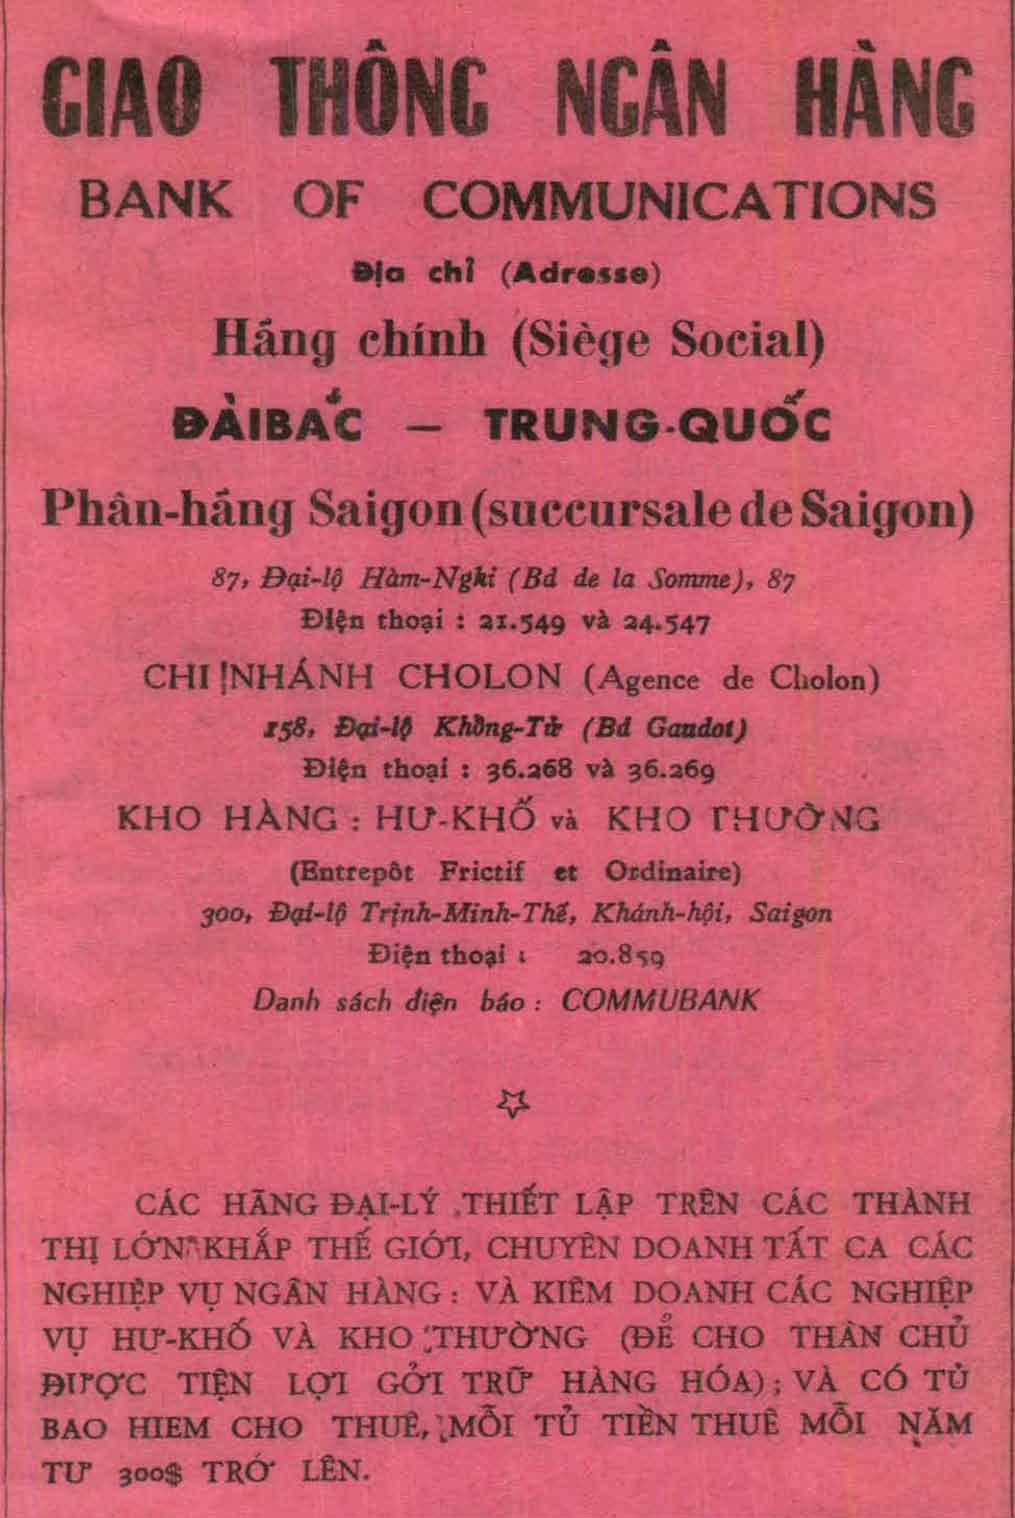 GIAO THÔNG NGÂN HÀNG
BANK OF COMMUNICATIONS
Địa chỉ (Adresse)
Hẳng chính (Siège Social)
ĐÀIBẮC — TRUNG-QUỐC
Phân-hẳng Saigon (succursale de Saigon)
87, Đại-lộ Hàm-Nghi (Bd de la Somme), 87
Điện thoại : 21.549 và 24.547
CHI NHÁNH CHOLON (Agence de Cholon)
158, Đại-lộ Khồng-Tử (Bd Gaudot)
Điện thoại : 36.268 và 36.269
KHO HÀNG : HƯ-KHỐ và KHO THƯỜNG
(Entrepôt Frictif et Ordinaire)
300, Đại-lộ Trịnh-Minh-Thế, Khánh-hội, Saigon
Điện thoại : 20.859
Danh sách điện báo : COMMUBANK
CÁC HÃNG ĐẠI-LÝ THIẾT LẬP TRÊN CÁC THÀNH
THỊ LỚN KHẮP THẾ GIỚI, CHUYÊN DOANH TẤT CA CÁC
NGHIỆP VỤ NGÂN HÀNG : VÀ KIÊM DOANH CÁC NGHIỆP
VỤ HƯ-KHỐ VÀ KHO THƯỜNG (ĐỂ CHO THÂN CHỦ
ĐƯỢC TIỆN LỢI GỞI TRỮ HÀNG HÓA) ; VÀ CÓ TỦ
BAO HIEM CHO THUÊ, MỖI TỦ TIỀN THUÊ MỖI NĂM
TƯ 300$ TRỚ LÊN.